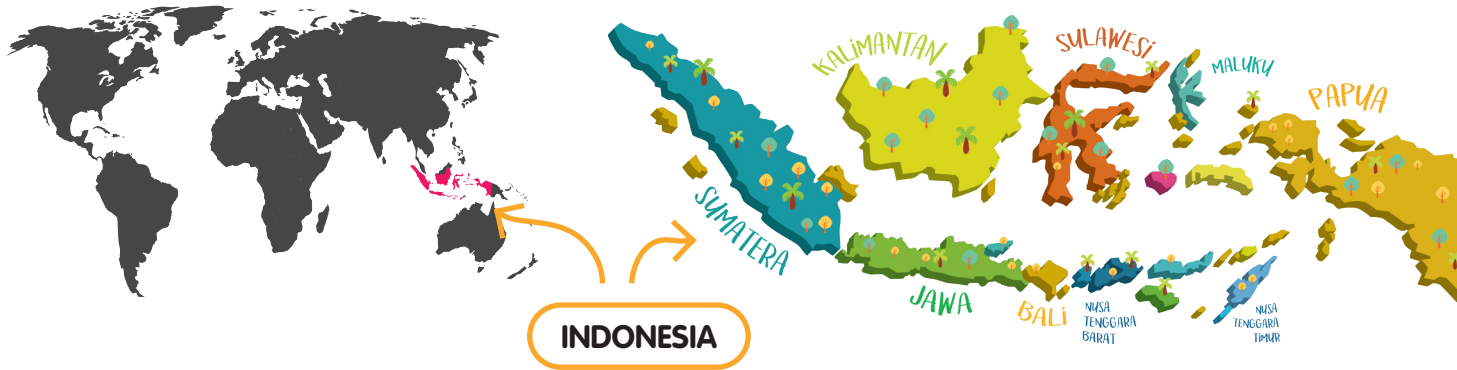 KALiMANTAN
SULAWESi
MALUKU
PAPUA
SUMATERA
JAWA
BALi
NUSA
TENGGARA
BARAT
NUSA
TENGGARA
TiMUR
INDONESIA